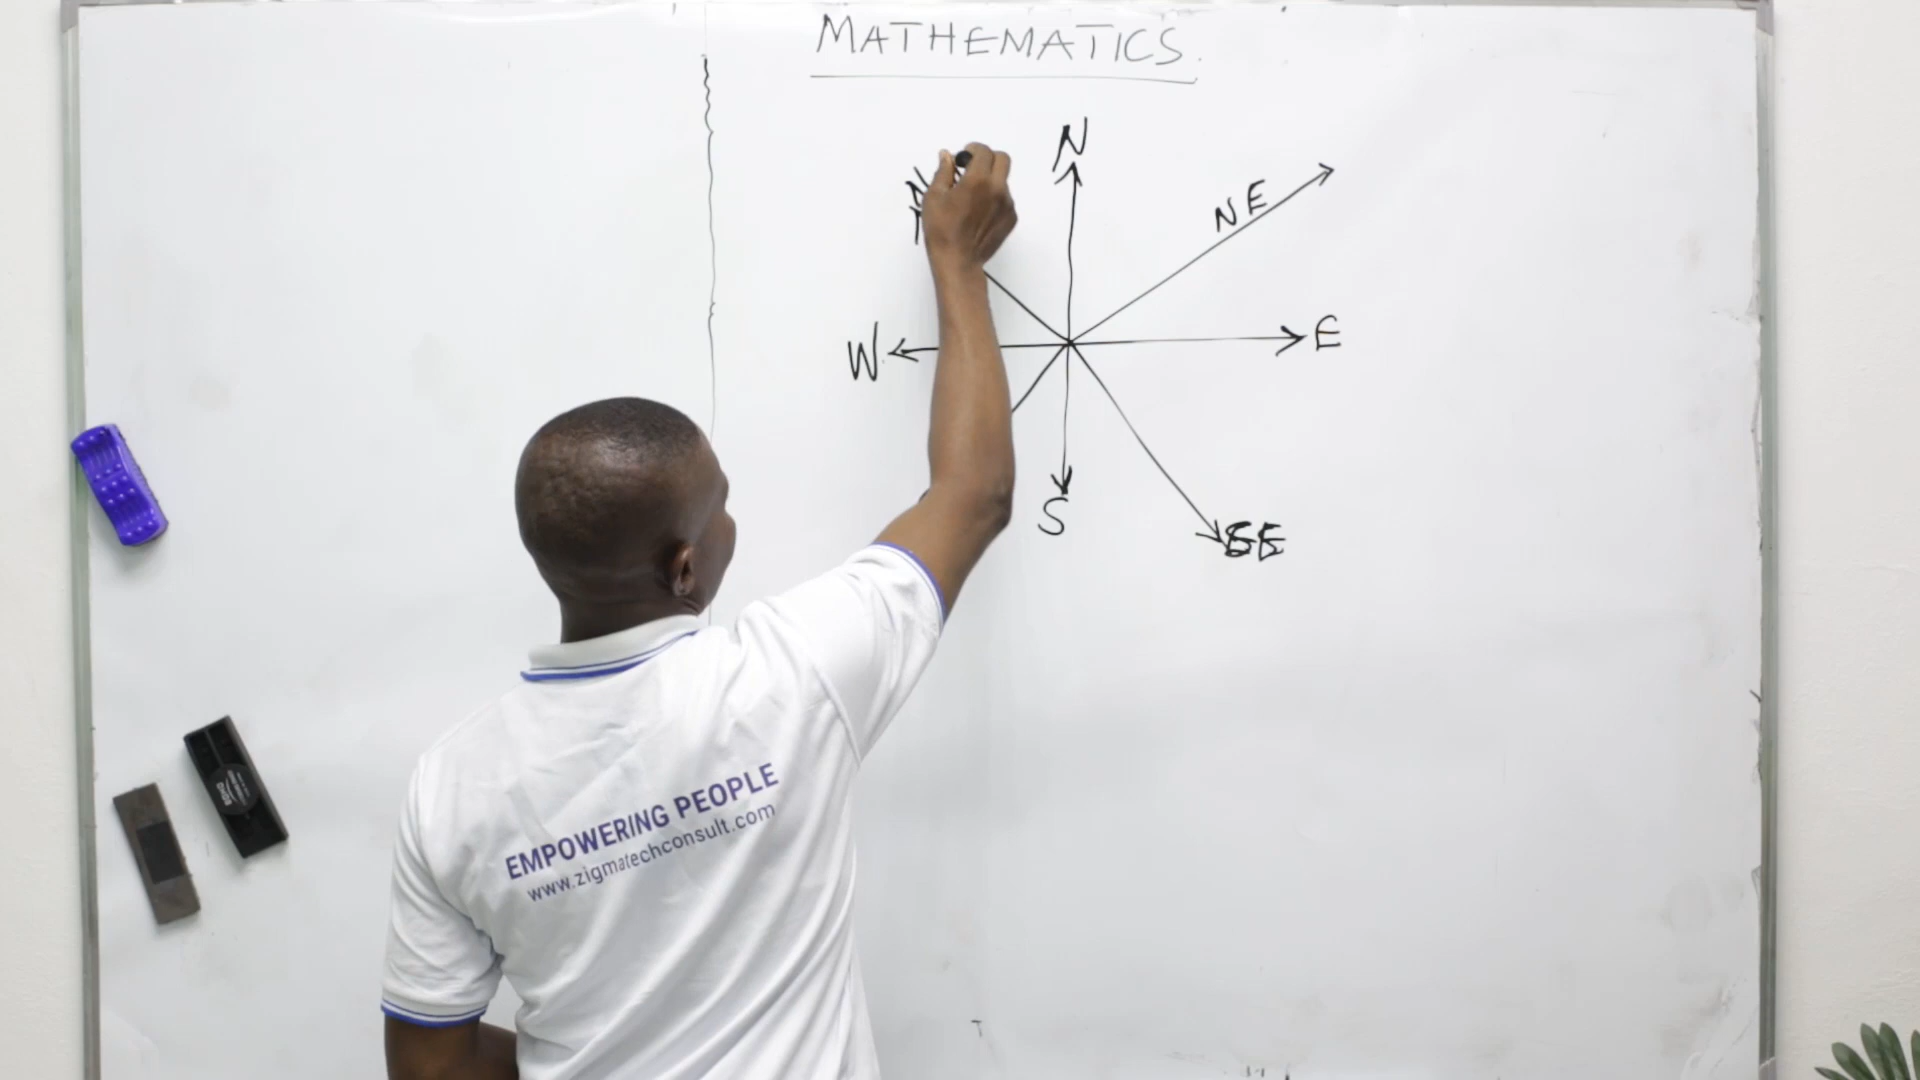 MATHEMATICS.
N
N
NE
W
E
S
SE
EMPOWERING PEOPLE
www.zigmatechconsult.com